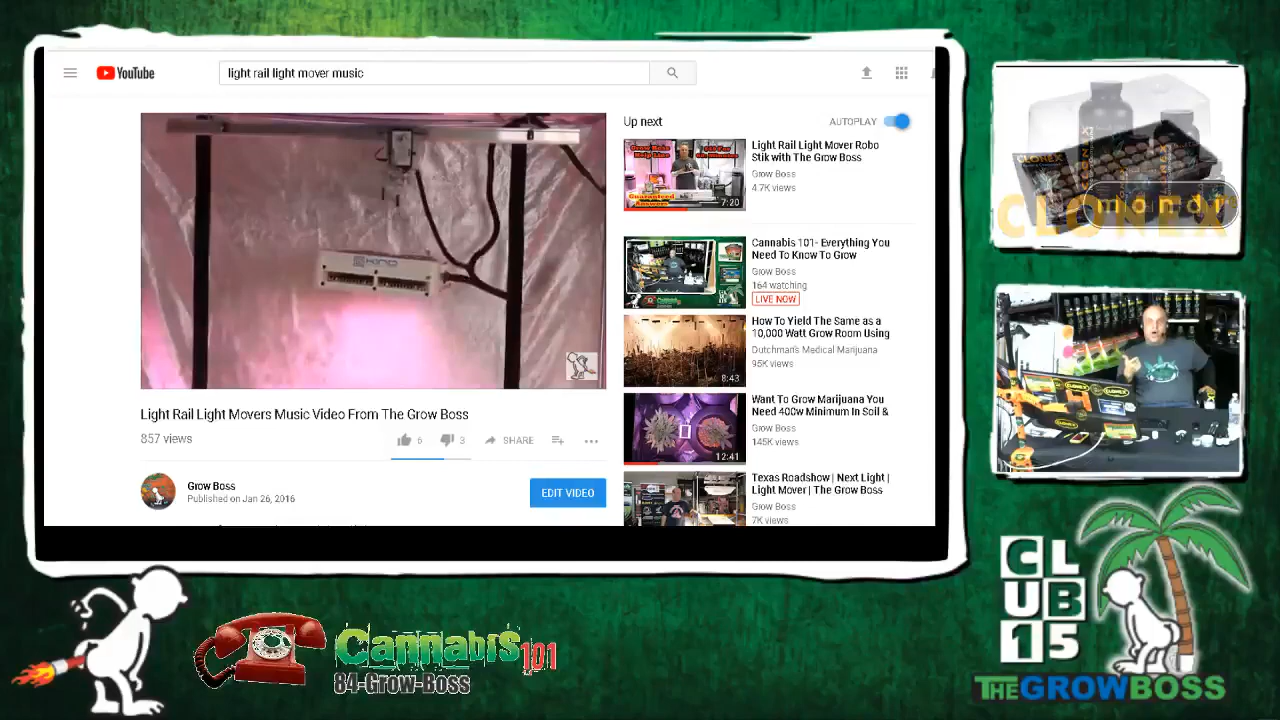 YouTube
light rail light mover music
Up next
AUTOPLAY
KIND
Light Rail Light Movers Music Video From The Grow Boss
857 views
6
3
SHARE
Grow Boss
Published on Jan 26, 2016
EDIT VIDEO
Grow Boss
Help Line
7:20
Light Rail Light Mover Robo
Stik with The Grow Boss
Grow Boss
4.7K views
Cannabis 101- Everything You
Need To Know To Grow
Grow Boss
164 watching
LIVE NOW
8:43
How To Yield The Same as a
10,000 Watt Grow Room Using
Dutchman's Medical Marijuana
95K views
12:41
Want To Grow Marijuana You
Need 400w Minimum In Soil &
Grow Boss
145K views
Texas Roadshow | Next Light |
Light Mover | The Grow Boss
Grow Boss
7K views
CLONEX
mondi
CLONEX
CLUB
15
THEGROWBOSS
Cannabis 101
84-Grow-Boss